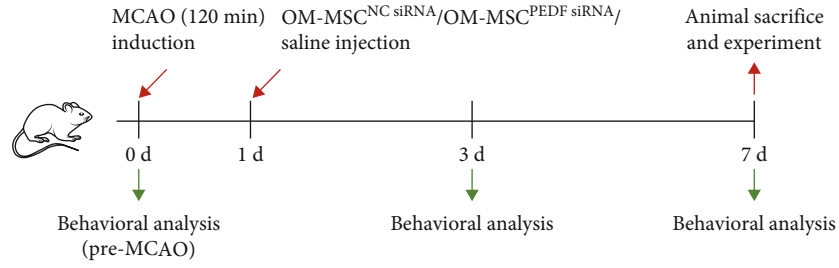 MCAO (120 min)
induction
OM-MSC^NC siRNA/OM-MSC^PEDF siRNA/
saline injection
Animal sacrifice
and experiment
0 d
1 d
3 d
7 d
Behavioral analysis
(pre-MCAO)
Behavioral analysis
Behavioral analysis